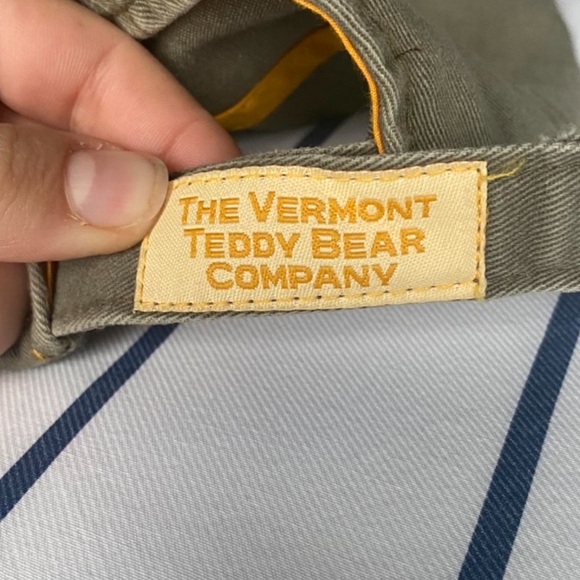 THE VERMONT
TEDDY BEAR
COMPANY